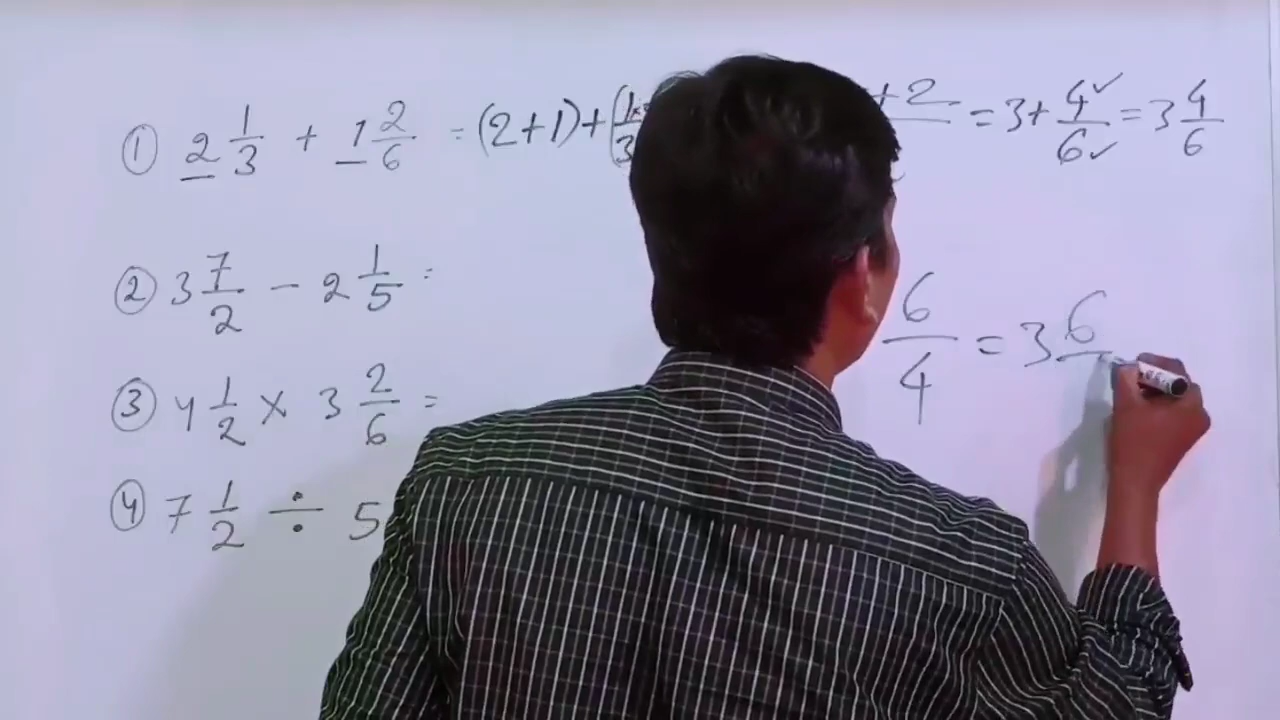 ① 2 1/3 + 1 2/6 = (2+1)+(1×/3 +2 = 3+ 4✓/6✓ = 3 4/6
② 3 7/2 - 2 1/5 =
6/4 = 3 6
③ 4 1/2 × 3 2/6 =
④ 7 1/2 ÷ 5